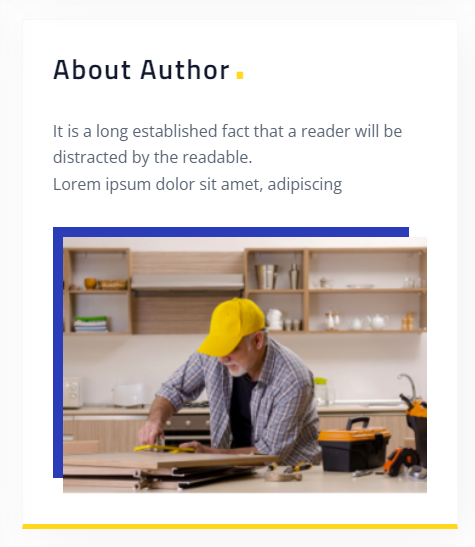 About Author.
It is a long established fact that a reader will be
distracted by the readable.
Lorem ipsum dolor sit amet, adipiscing